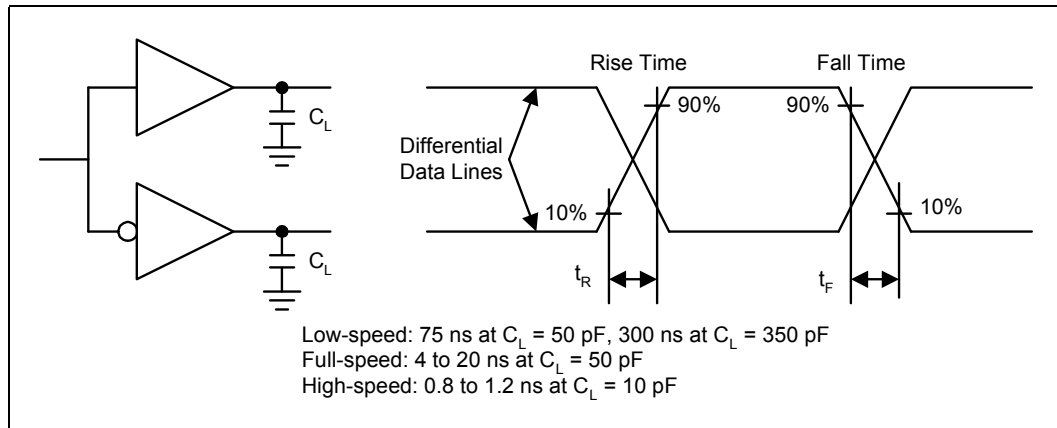 Rise Time
Fall Time
90%
90%
C_L
Differential
Data Lines
10%
10%
C_L
t_R
t_F
Low-speed: 75 ns at C_L = 50 pF, 300 ns at C_L = 350 pF
Full-speed: 4 to 20 ns at C_L = 50 pF
High-speed: 0.8 to 1.2 ns at C_L = 10 pF